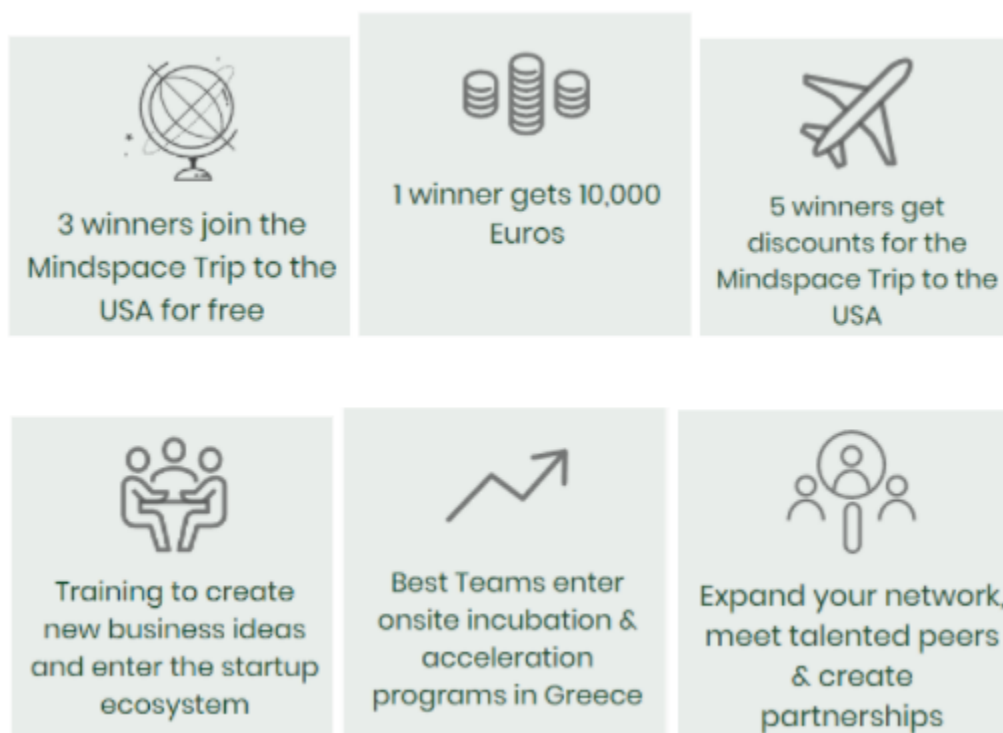 3 winners join the
Mindspace Trip to the
USA for free
1 winner gets 10,000
Euros
5 winners get
discounts for the
Mindspace Trip to the
USA
Training to create
new business ideas
and enter the startup
ecosystem
Best Teams enter
onsite incubation &
acceleration
programs in Greece
Expand your network,
meet talented peers
& create
partnerships